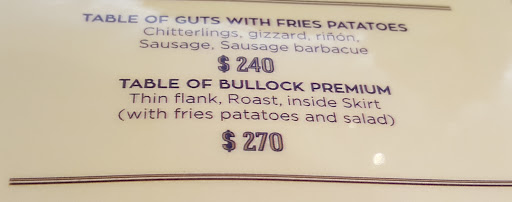 TABLE OF GUTS WITH FRIES PATATOES
Chitterlings, gizzard, riñón,
Sausage, Sausage barbacue
$ 240
TABLE OF BULLOCK PREMIUM
Thin flank, Roast, inside Skirt
(with fries patatoes and salad)
$ 270